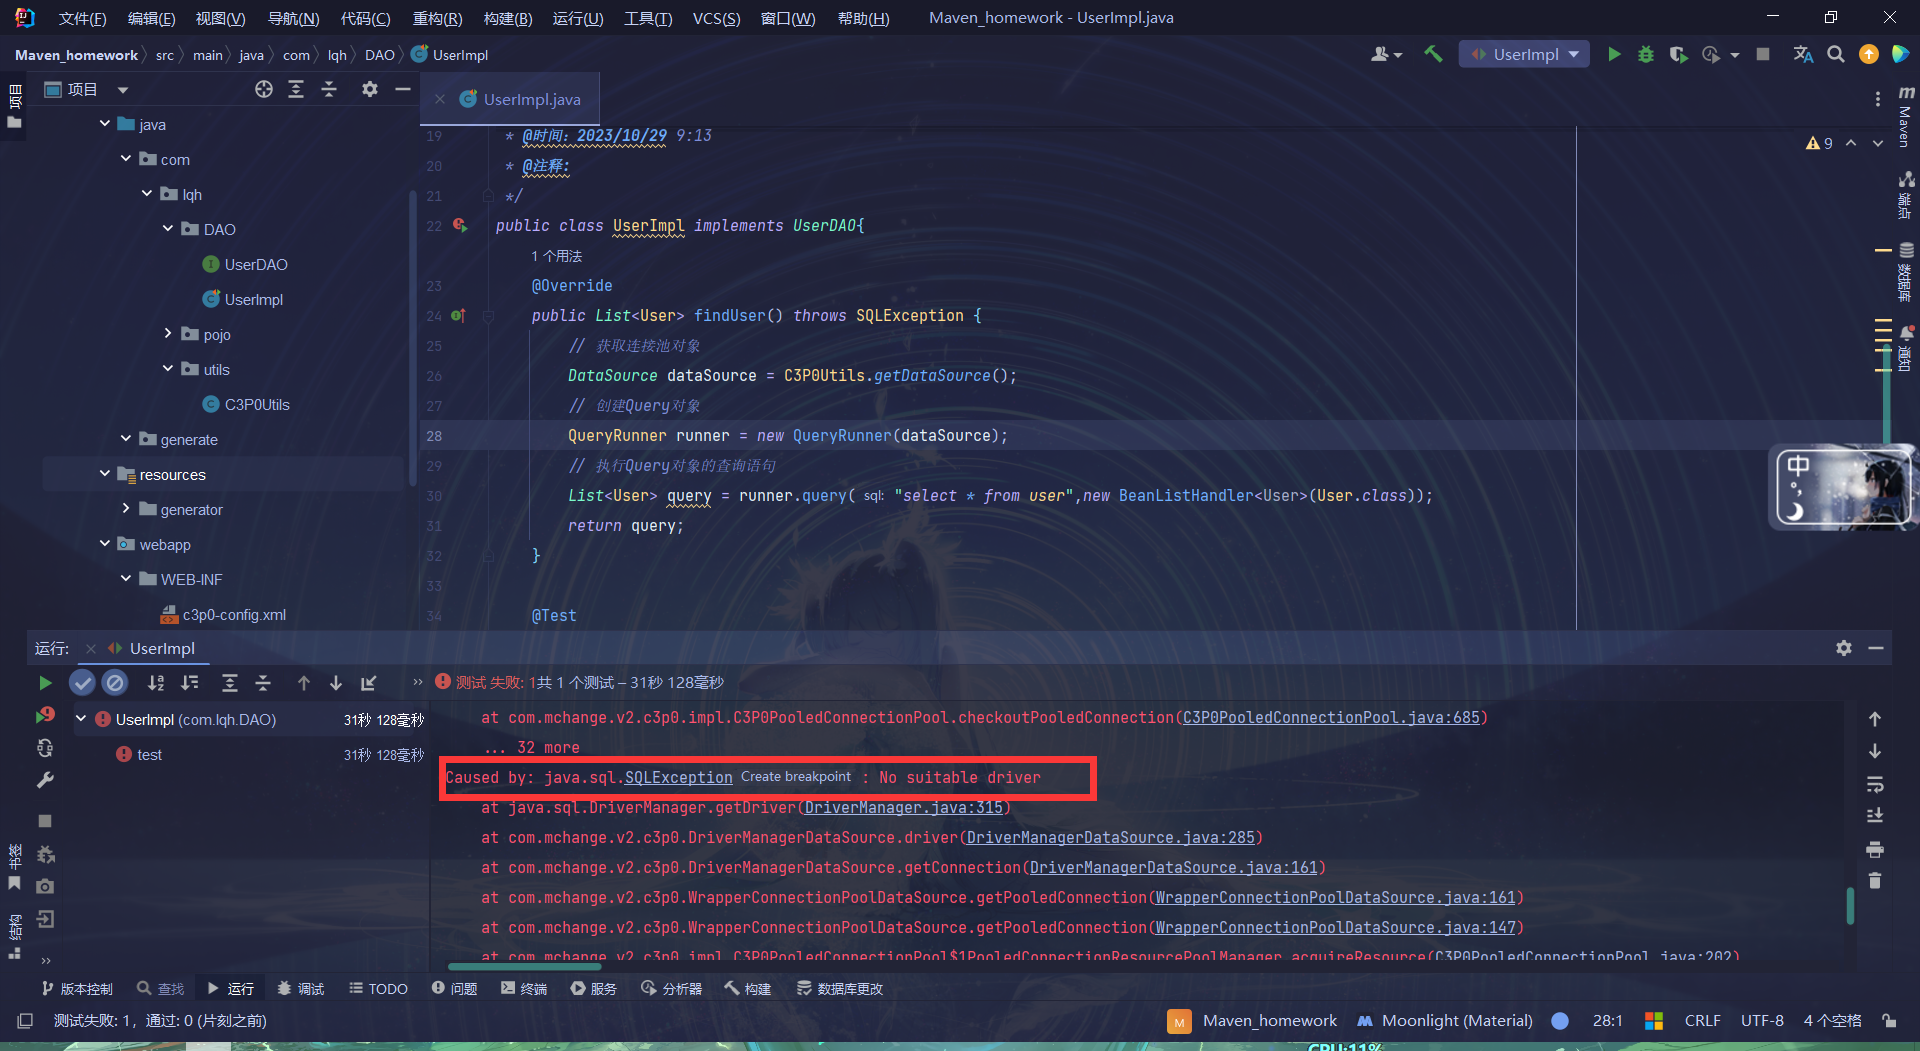 文件(F) 编辑(E) 视图(V) 导航(N) 代码(C) 重构(R) 构建(B) 运行(U) 工具(T) VCS(S) 窗口(W) 帮助(H) Maven_homework - UserImpl.java
Maven_homework src main java com lqh DAO UserImpl
UserImpl
项目
项目
UserImpl.java
java
com
lqh
DAO
UserDAO
UserImpl
pojo
utils
C3P0Utils
generate
resources
generator
webapp
WEB-INF
c3p0-config.xml
19 * @时间: 2023/10/29 9:13
20 * @注释:
21 */
22 public class UserImpl implements UserDAO{
1 个用法
23 @Override
24 public List<User> findUser() throws SQLException {
25 // 获取连接池对象
26 DataSource dataSource = C3P0Utils.getDataSource();
27 // 创建Query对象
28 QueryRunner runner = new QueryRunner(dataSource);
29 // 执行Query对象的查询语句
30 List<User> query = runner.query( sql: "select * from user",new BeanListHandler<User>(User.class));
31 return query;
32 }
33
34 @Test
9
m
Maven
端点
数据库
通知
中
运行: UserImpl
测试 失败: 1共 1 个测试 – 31秒 128毫秒
UserImpl (com.lqh.DAO) 31秒 128毫秒
test 31秒 128毫秒
at com.mchange.v2.c3p0.impl.C3P0PooledConnectionPool.checkoutPooledConnection(C3P0PooledConnectionPool.java:685)
... 32 more
Caused by: java.sql.SQLException Create breakpoint : No suitable driver
at java.sql.DriverManager.getDriver(DriverManager.java:315)
at com.mchange.v2.c3p0.DriverManagerDataSource.driver(DriverManagerDataSource.java:285)
at com.mchange.v2.c3p0.DriverManagerDataSource.getConnection(DriverManagerDataSource.java:161)
at com.mchange.v2.c3p0.WrapperConnectionPoolDataSource.getPooledConnection(WrapperConnectionPoolDataSource.java:161)
at com.mchange.v2.c3p0.WrapperConnectionPoolDataSource.getPooledConnection(WrapperConnectionPoolDataSource.java:147)
at com.mchange.v2.c3p0.impl.C3P0PooledConnectionPool$1PooledConnectionResourcePoolManager.acquireResource(C3P0PooledConnectionPool.java:202)
书签
结构
版本控制 查找 运行 调试 TODO 问题 终端 服务 分析器 构建 数据库更改
测试失败: 1，通过: 0 (片刻之前)
M Maven_homework Moonlight (Material) 28:1 CRLF UTF-8 4 个空格
CPU:11%